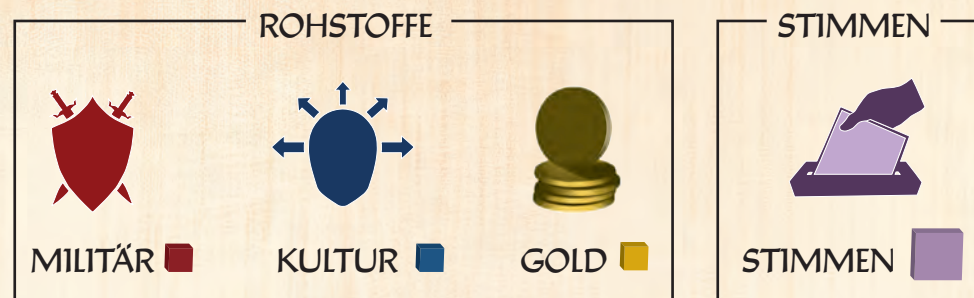 ROHSTOFFE
MILITÄR
KULTUR
GOLD
STIMMEN
STIMMEN